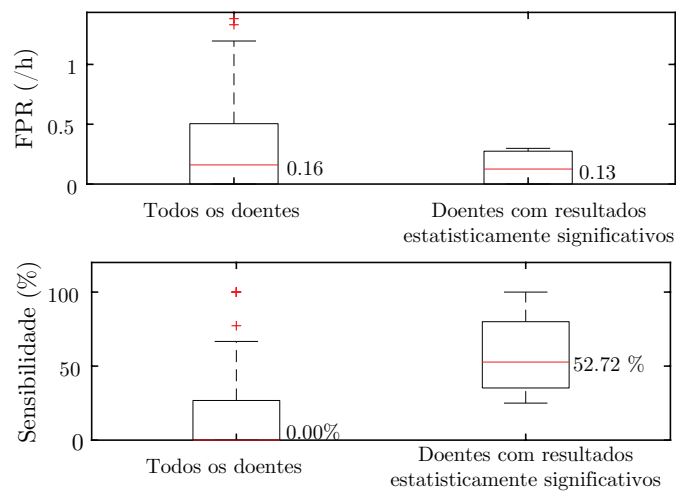 FPR (/h)
1
0.5
0
0.16
0.13
Todos os doentes
Doentes com resultados
estatisticamente significativos
Sensibilidade (%)
100
50
0
0.00%
52.72 %
Todos os doentes
Doentes com resultados
estatisticamente significativos